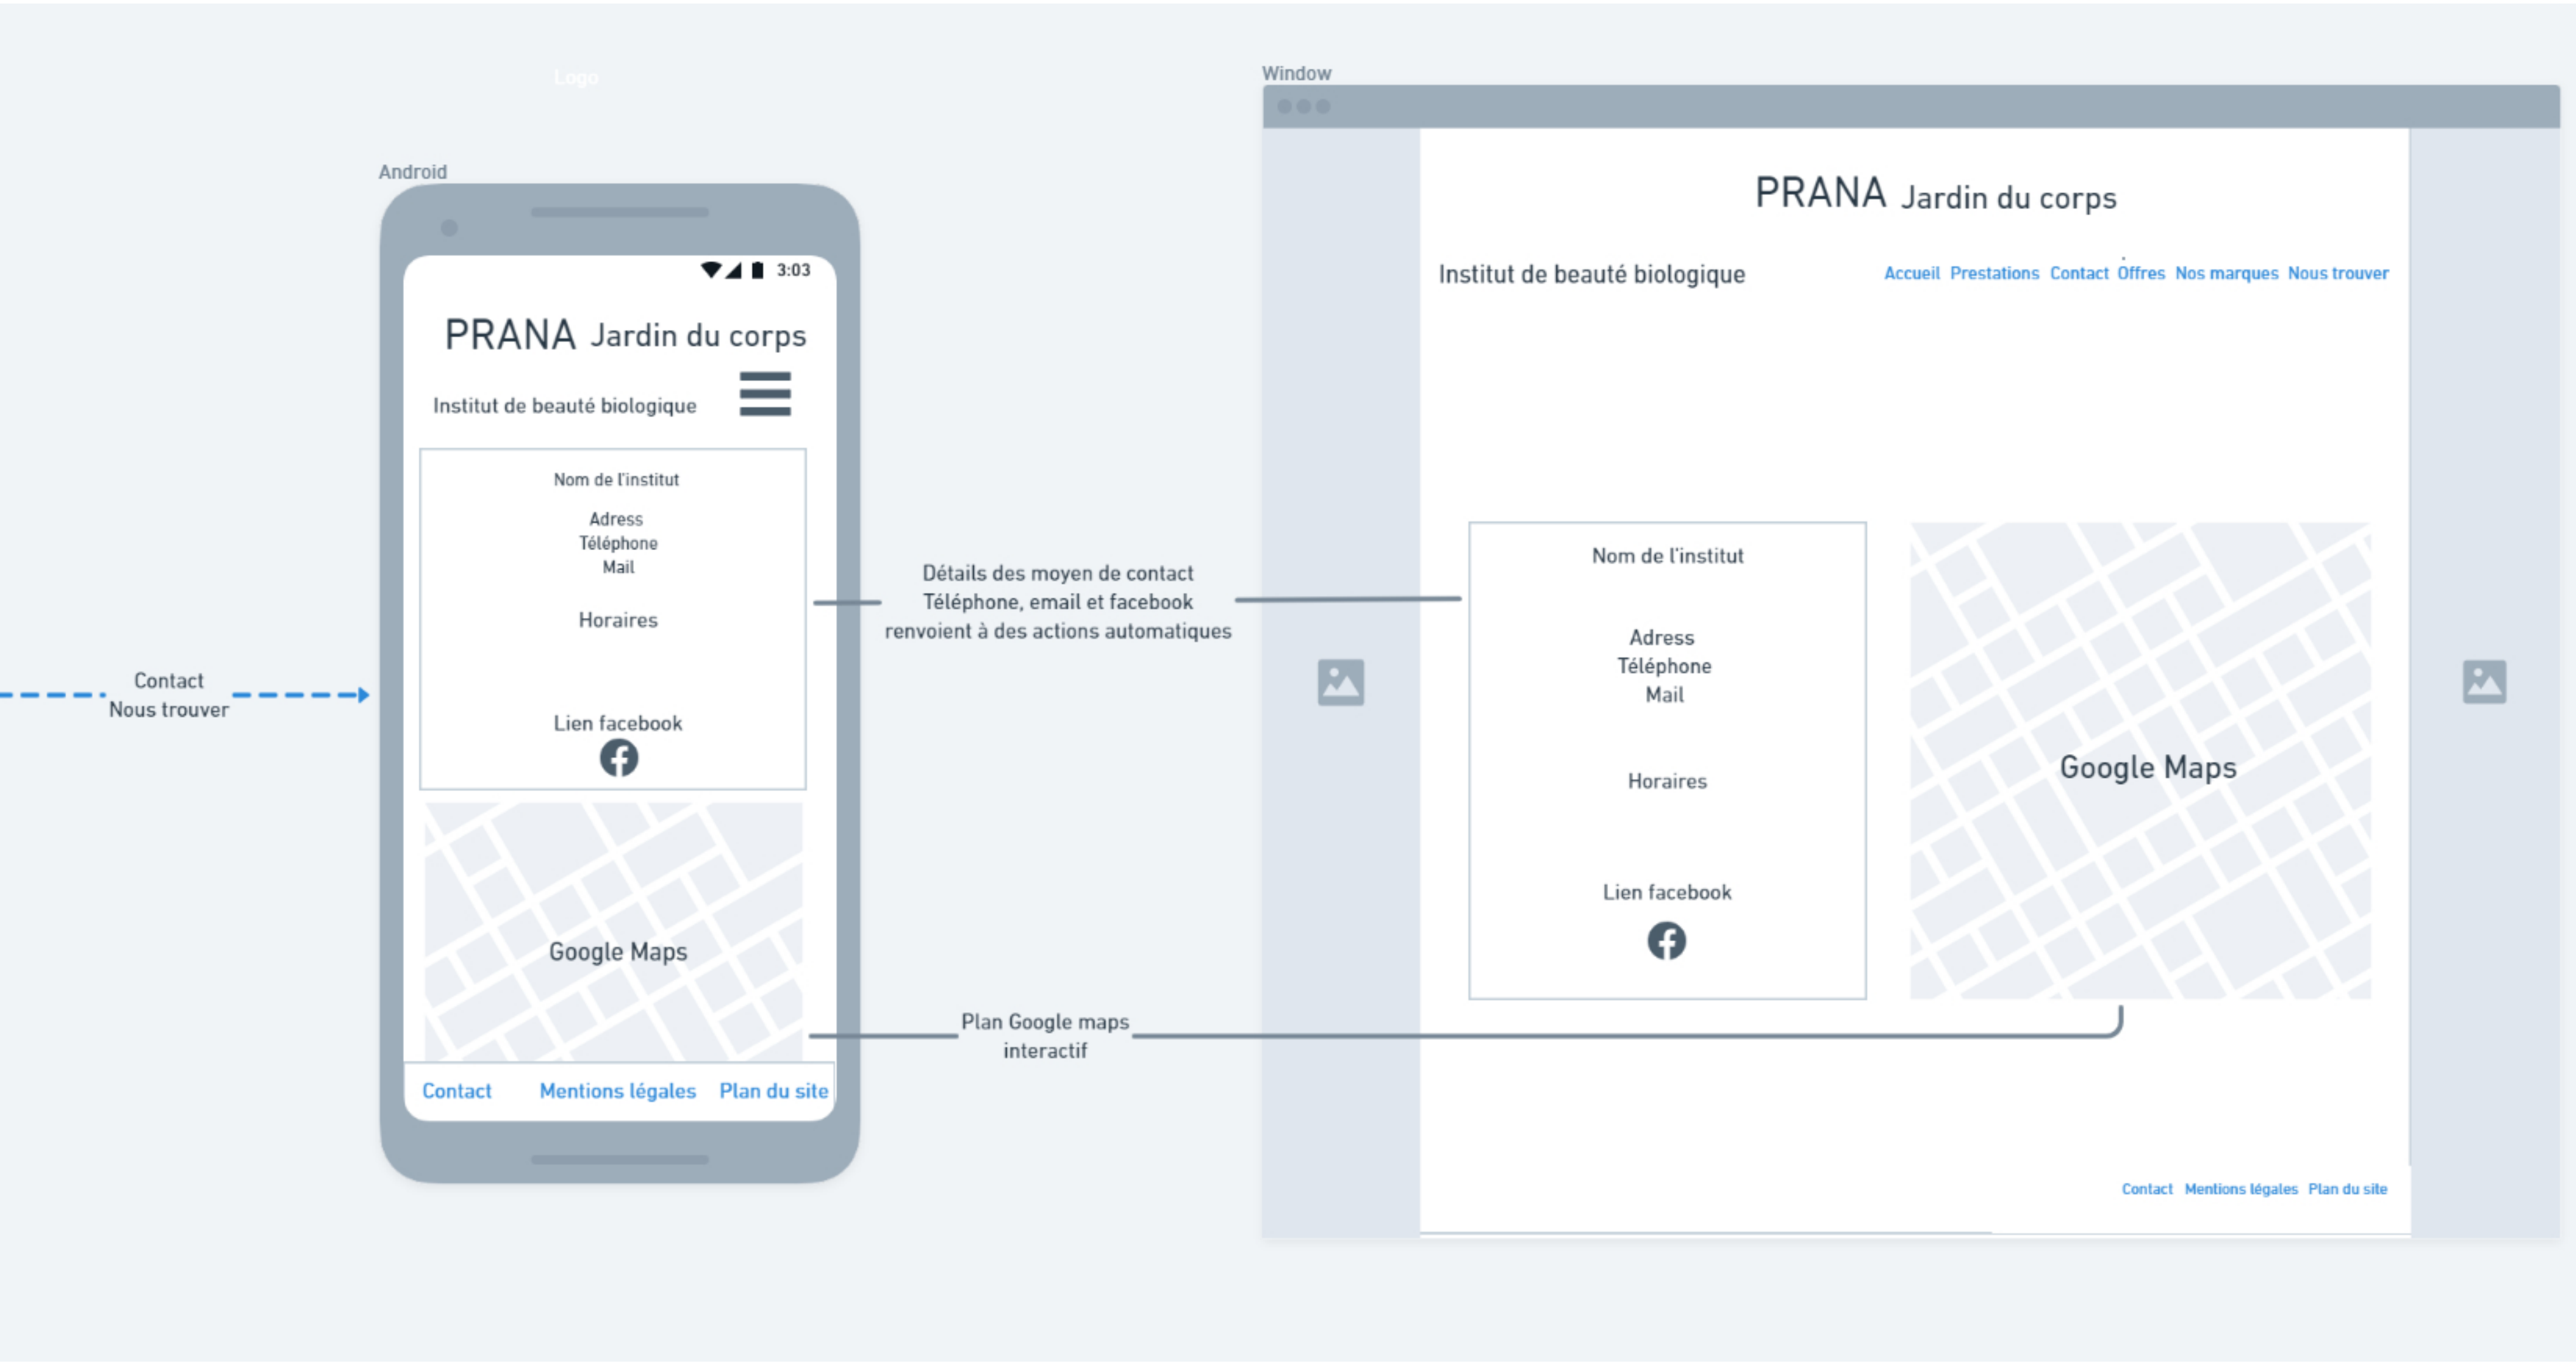 Logo
Window
Android
3:03
PRANA Jardin du corps
Institut de beauté biologique
Nom de l'institut
Adress
Téléphone
Mail
Horaires
Lien facebook
Google Maps
Contact Mentions légales Plan du site
Contact
Nous trouver
Détails des moyen de contact
Téléphone, email et facebook
renvoient à des actions automatiques
Plan Google maps
interactif
PRANA Jardin du corps
Institut de beauté biologique
Accueil Prestations Contact Offres Nos marques Nous trouver
Nom de l'institut
Adress
Téléphone
Mail
Horaires
Lien facebook
Google Maps
Contact Mentions légales Plan du site